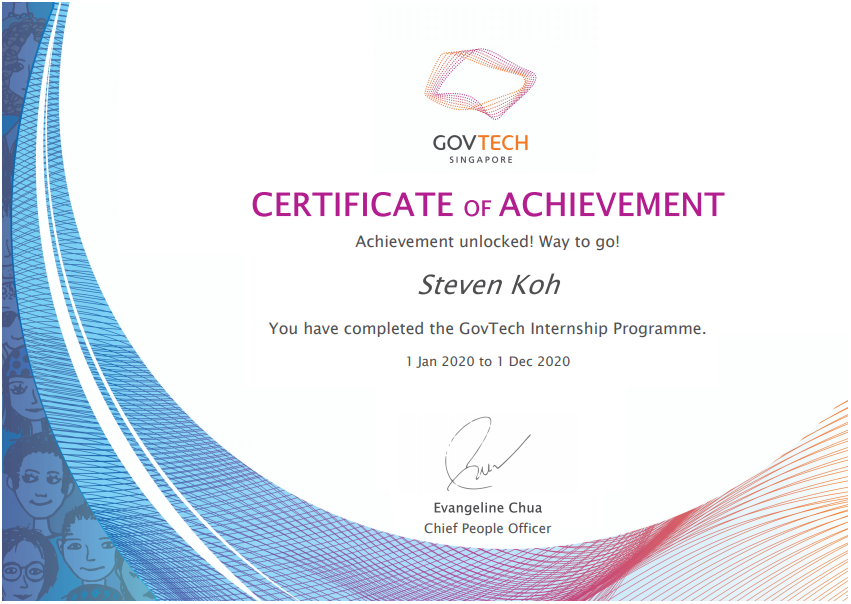 GOVTECH
SINGAPORE
CERTIFICATE OF ACHIEVEMENT
Achievement unlocked! Way to go!
Steven Koh
You have completed the GovTech Internship Programme.
1 Jan 2020 to 1 Dec 2020
Evangeline Chua
Chief People Officer